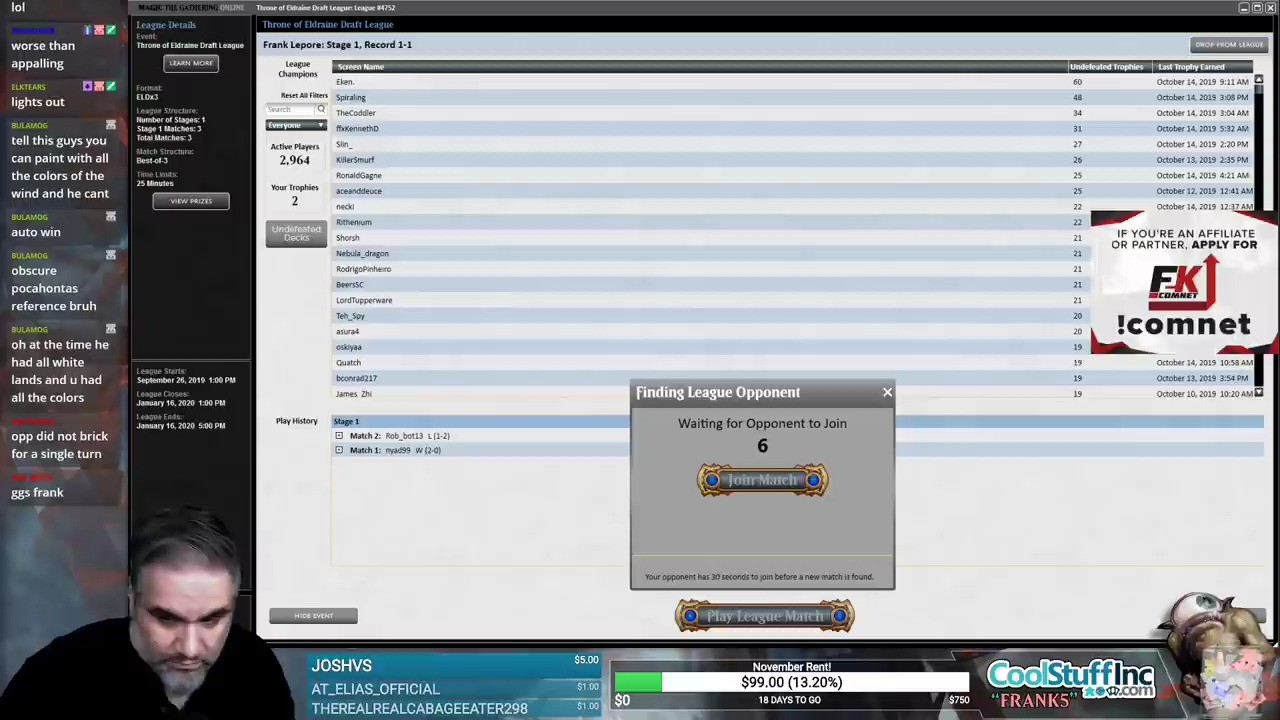 lol
worse than
appalling
ELKTEARS
lights out
BULAMOG
tell this guys you
can paint with all
the colors of the
wind and he cant
BULAMOG
auto win
BULAMOG
obscure
pocahontas
reference bruh
BULAMOG
oh at the time he
had all white
lands and u had
all the colors
opp did not brick
for a single turn
ggs frank
MAGIC THE GATHERING ONLINE
Throne of Eldraine Draft League: League #4752
League Details
Event:
Throne of Eldraine Draft League
LEARN MORE
Format:
ELDx3
League Structure:
Number of Stages: 1
Stage 1 Matches: 3
Total Matches: 3
Match Structure:
Best-of-3
Time Limits:
25 Minutes
VIEW PRIZES
League Starts:
September 26, 2019 1:00 PM
League Closes:
January 16, 2020 1:00 PM
League Ends:
January 16, 2020 5:00 PM
Throne of Eldraine Draft League
Frank Lepore: Stage 1, Record 1-1
DROP FROM LEAGUE
League
Champions
Reset All Filters
Search
Everyone
Active Players
2,964
Your Trophies
2
Undefeated
Decks
Screen Name Undefeated Trophies Last Trophy Earned
Eken. 60 October 14, 2019 9:11 AM
Spiraling 48 October 14, 2019 3:08 PM
TheCoddler 34 October 14, 2019 3:04 AM
ffxKennethD 31 October 14, 2019 5:32 AM
Slin_ 27 October 14, 2019 2:20 PM
KillerSmurf 26 October 13, 2019 2:35 PM
RonaldGagne 25 October 14, 2019 4:21 AM
aceanddeuce 25 October 12, 2019 12:41 AM
necki 22 October 14, 2019 12:37 AM
Rithenium 22
Shorsh 21
Nebula_dragon 21
RodrigoPinheiro 21
BeersSC 21
LordTupperware 21
Teh_Spy 20
asura4 20
oskiyaa 19
Quatch 19 October 14, 2019 10:58 AM
bconrad217 19 October 13, 2019 3:54 PM
James_Zhi 19 October 10, 2019 10:20 AM
IF YOU'RE AN AFFILIATE
OR PARTNER, APPLY FOR
COMNET
!comnet
Play History
Stage 1
Match 2: Rob_bot13 L (1-2)
Match 1: nyad99 W (2-0)
Finding League Opponent
Waiting for Opponent to Join
6
Join Match
Your opponent has 30 seconds to join before a new match is found.
Play League Match
HIDE EVENT
JOSHVS $5.00
AT_ELIAS_OFFICIAL $1.00
THEREALREALCABAGEEATER298 $1.00
November Rent!
$99.00 (13.20%)
$0 18 DAYS TO GO $750
CoolStuffInc
.com
"FRANK5"